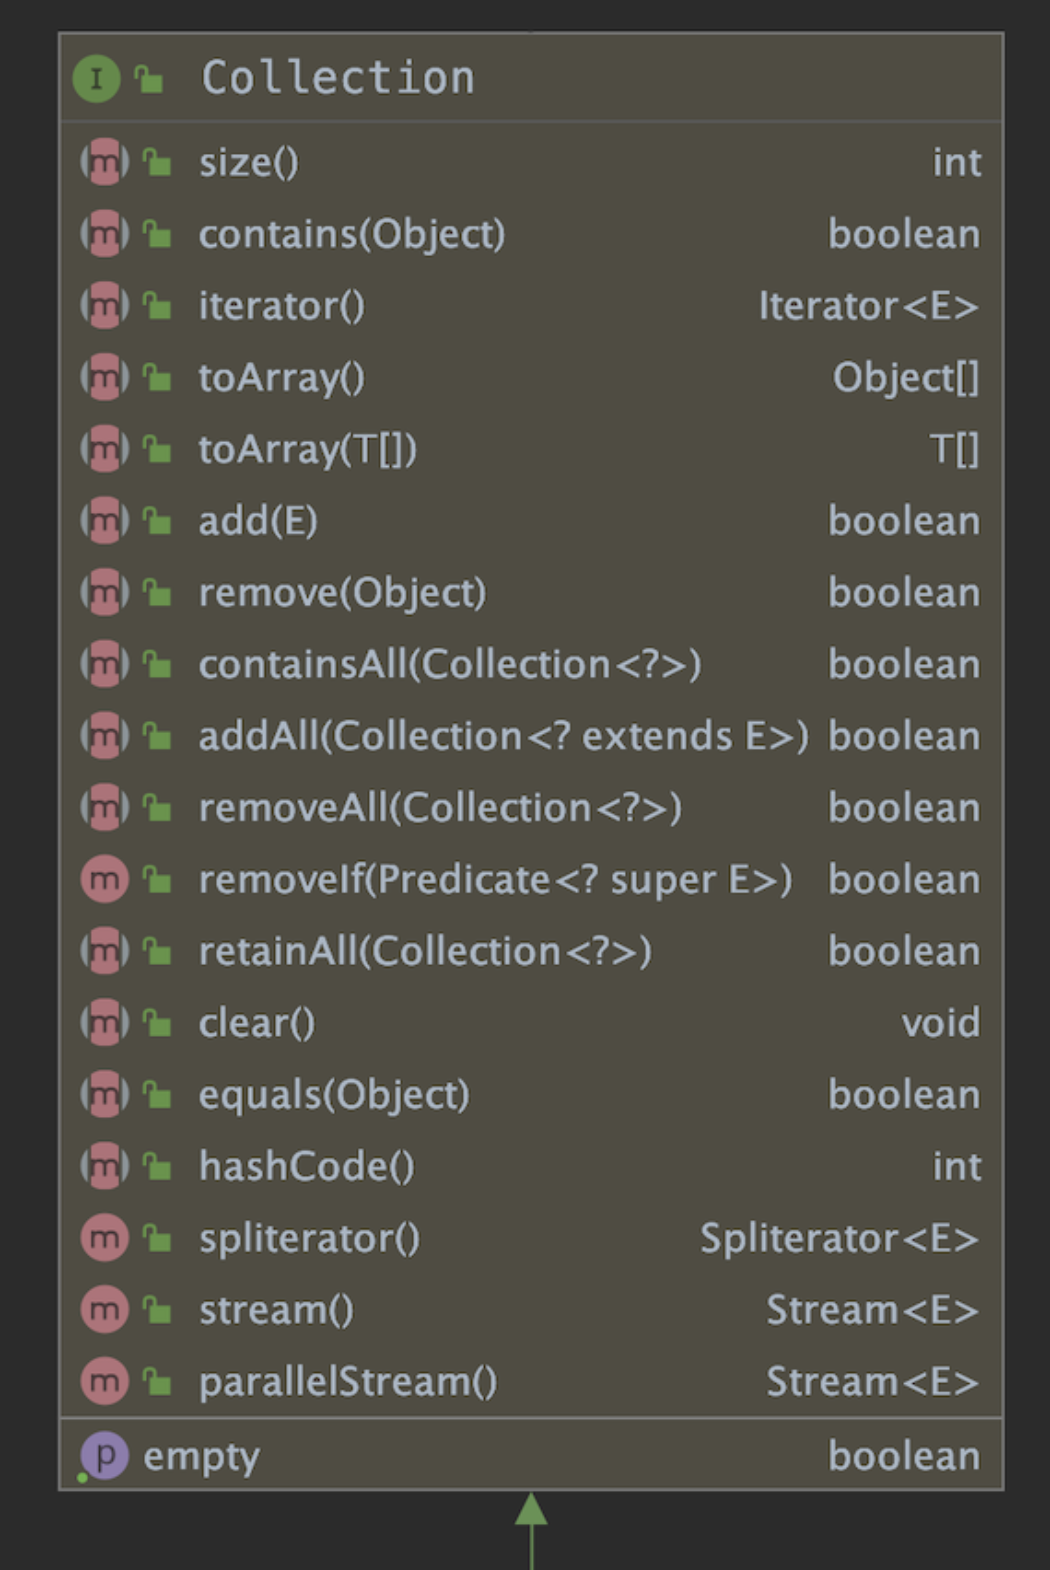 I Collection
m size() int
m contains(Object) boolean
m iterator() Iterator<E>
m toArray() Object[]
m toArray(T[]) T[]
m add(E) boolean
m remove(Object) boolean
m containsAll(Collection<?>) boolean
m addAll(Collection<? extends E>) boolean
m removeAll(Collection<?>) boolean
m removeIf(Predicate<? super E>) boolean
m retainAll(Collection<?>) boolean
m clear() void
m equals(Object) boolean
m hashCode() int
m spliterator() Spliterator<E>
m stream() Stream<E>
m parallelStream() Stream<E>
p empty boolean